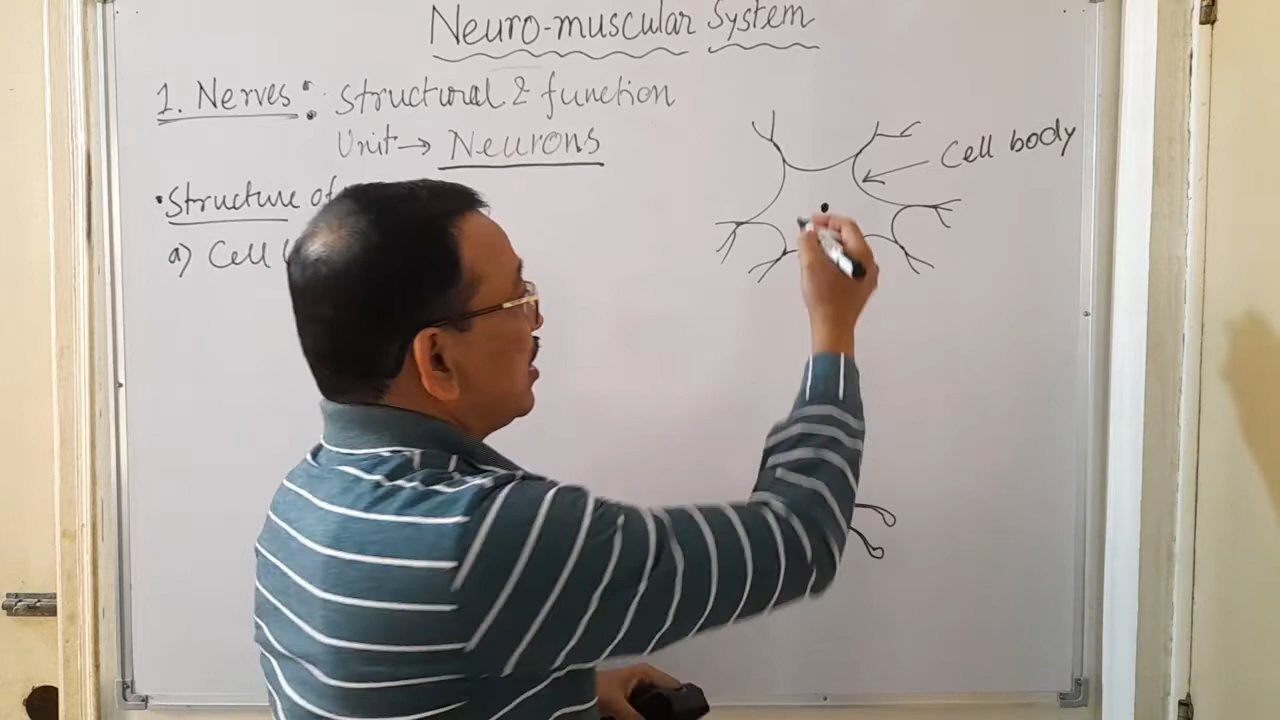 Neuro-muscular System
1. Nerves : Structural & function
Unit → Neurons
• Structure of
a) Cell
Cell body